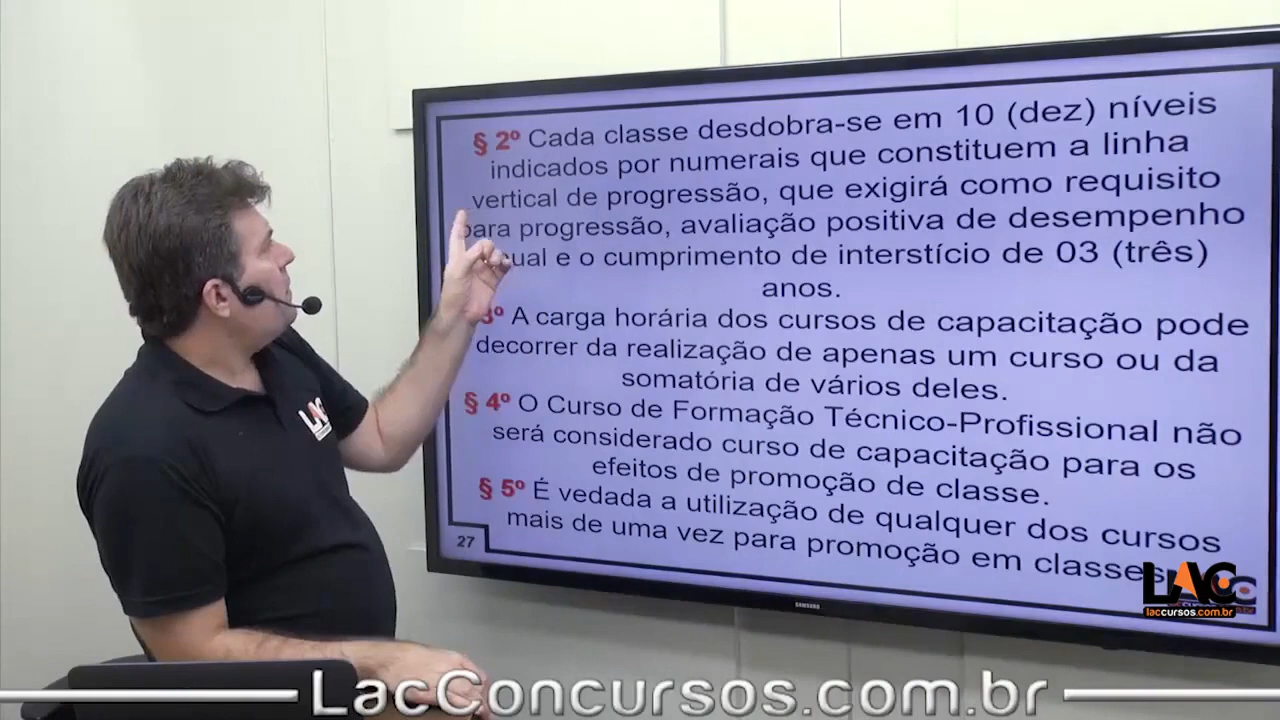 § 2º Cada classe desdobra-se em 10 (dez) níveis
indicados por numerais que constituem a linha
vertical de progressão, que exigirá como requisito
para progressão, avaliação positiva de desempenho
e o cumprimento de interstício de 03 (três)
anos.
3º A carga horária dos cursos de capacitação pode
decorrer da realização de apenas um curso ou da
somatória de vários deles.
§ 4º O Curso de Formação Técnico-Profissional não
será considerado curso de capacitação para os
efeitos de promoção de classe.
§ 5º É vedada a utilização de qualquer dos cursos
mais de uma vez para promoção em classes
27
SAMSUNG
LAC
LAC
laccursos.com.br
LacConcursos.com.br